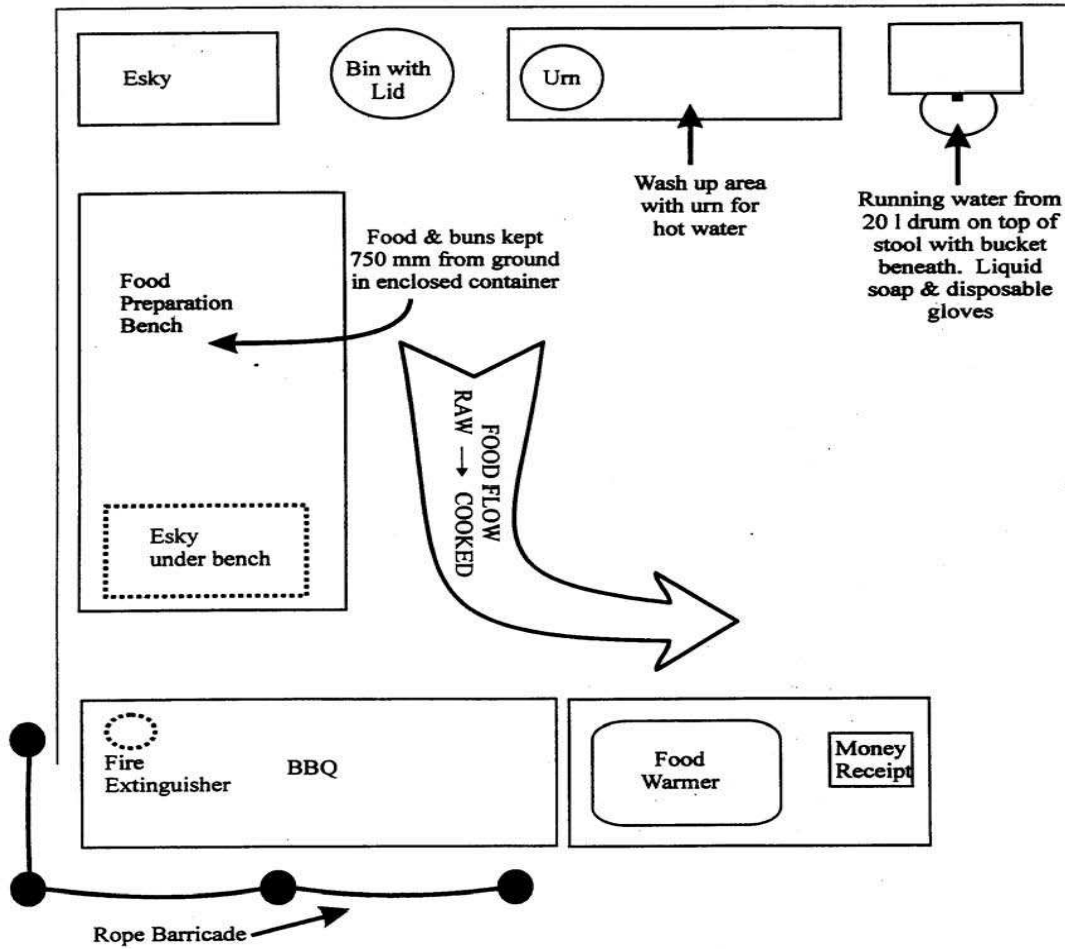 Esky
Bin with
Lid
Urn
Wash up area
with urn for
hot water
Running water from
20 l drum on top of
stool with bucket
beneath. Liquid
soap & disposable
gloves
Food & buns kept
750 mm from ground
in enclosed container
Food
Preparation
Bench
FOOD FLOW
RAW → COOKED
Esky
under bench
Fire
Extinguisher
BBQ
Food
Warmer
Money
Receipt
Rope Barricade